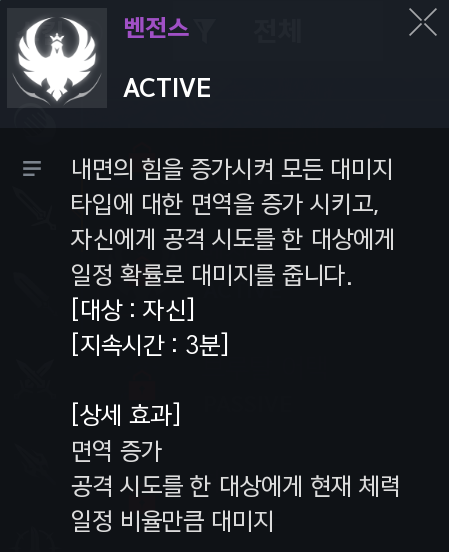 벤전스
전체
ACTIVE
내면의 힘을 증가시켜 모든 대미지
타입에 대한 면역을 증가 시키고,
자신에게 공격 시도를 한 대상에게
일정 확률로 대미지를 줍니다.
[대상 : 자신]
[지속시간 : 3분]
[상세 효과]
면역 증가
공격 시도를 한 대상에게 현재 체력
일정 비율만큼 대미지